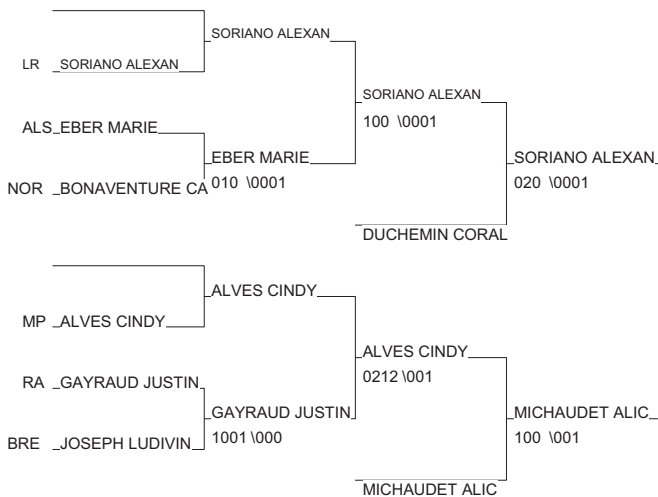 SORIANO ALEXAN
LR SORIANO ALEXAN
SORIANO ALEXAN
100 \0001
ALS EBER MARIE
EBER MARIE
010 \0001
SORIANO ALEXAN
020 \0001
NOR BONAVENTURE CA
DUCHEMIN CORAL
ALVES CINDY
MP ALVES CINDY
ALVES CINDY
0212 \001
RA GAYRAUD JUSTIN
GAYRAUD JUSTIN
1001 \000
MICHAUDET ALIC
100 \001
BRE JOSEPH LUDIVIN
MICHAUDET ALIC